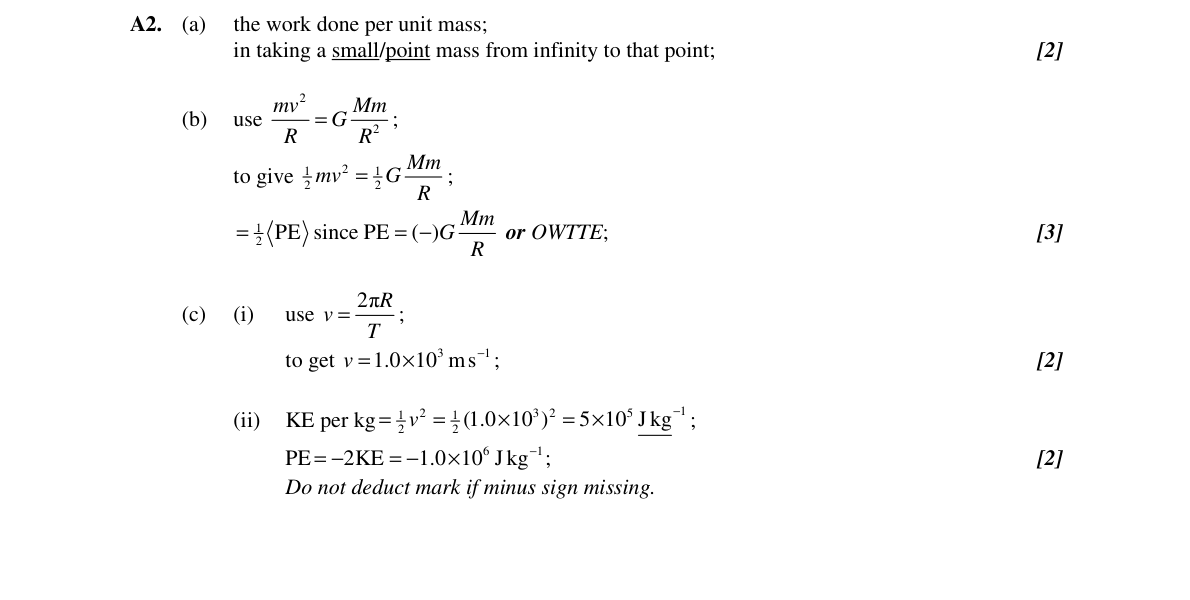 A2. (a) the work done per unit mass;
in taking a small/point mass from infinity to that point; [2]
(b) use mv²/R = G Mm/R² ;
to give ½mv² = ½G Mm/R ;
= ½⟨PE⟩ since PE = (−)G Mm/R or OWTTE; [3]
(c) (i) use v = 2πR/T ;
to get v = 1.0×10³ m s⁻¹ ; [2]
(ii) KE per kg = ½v² = ½(1.0×10³)² = 5×10⁵ J kg⁻¹ ;
PE = −2KE = −1.0×10⁶ J kg⁻¹ ; [2]
Do not deduct mark if minus sign missing.